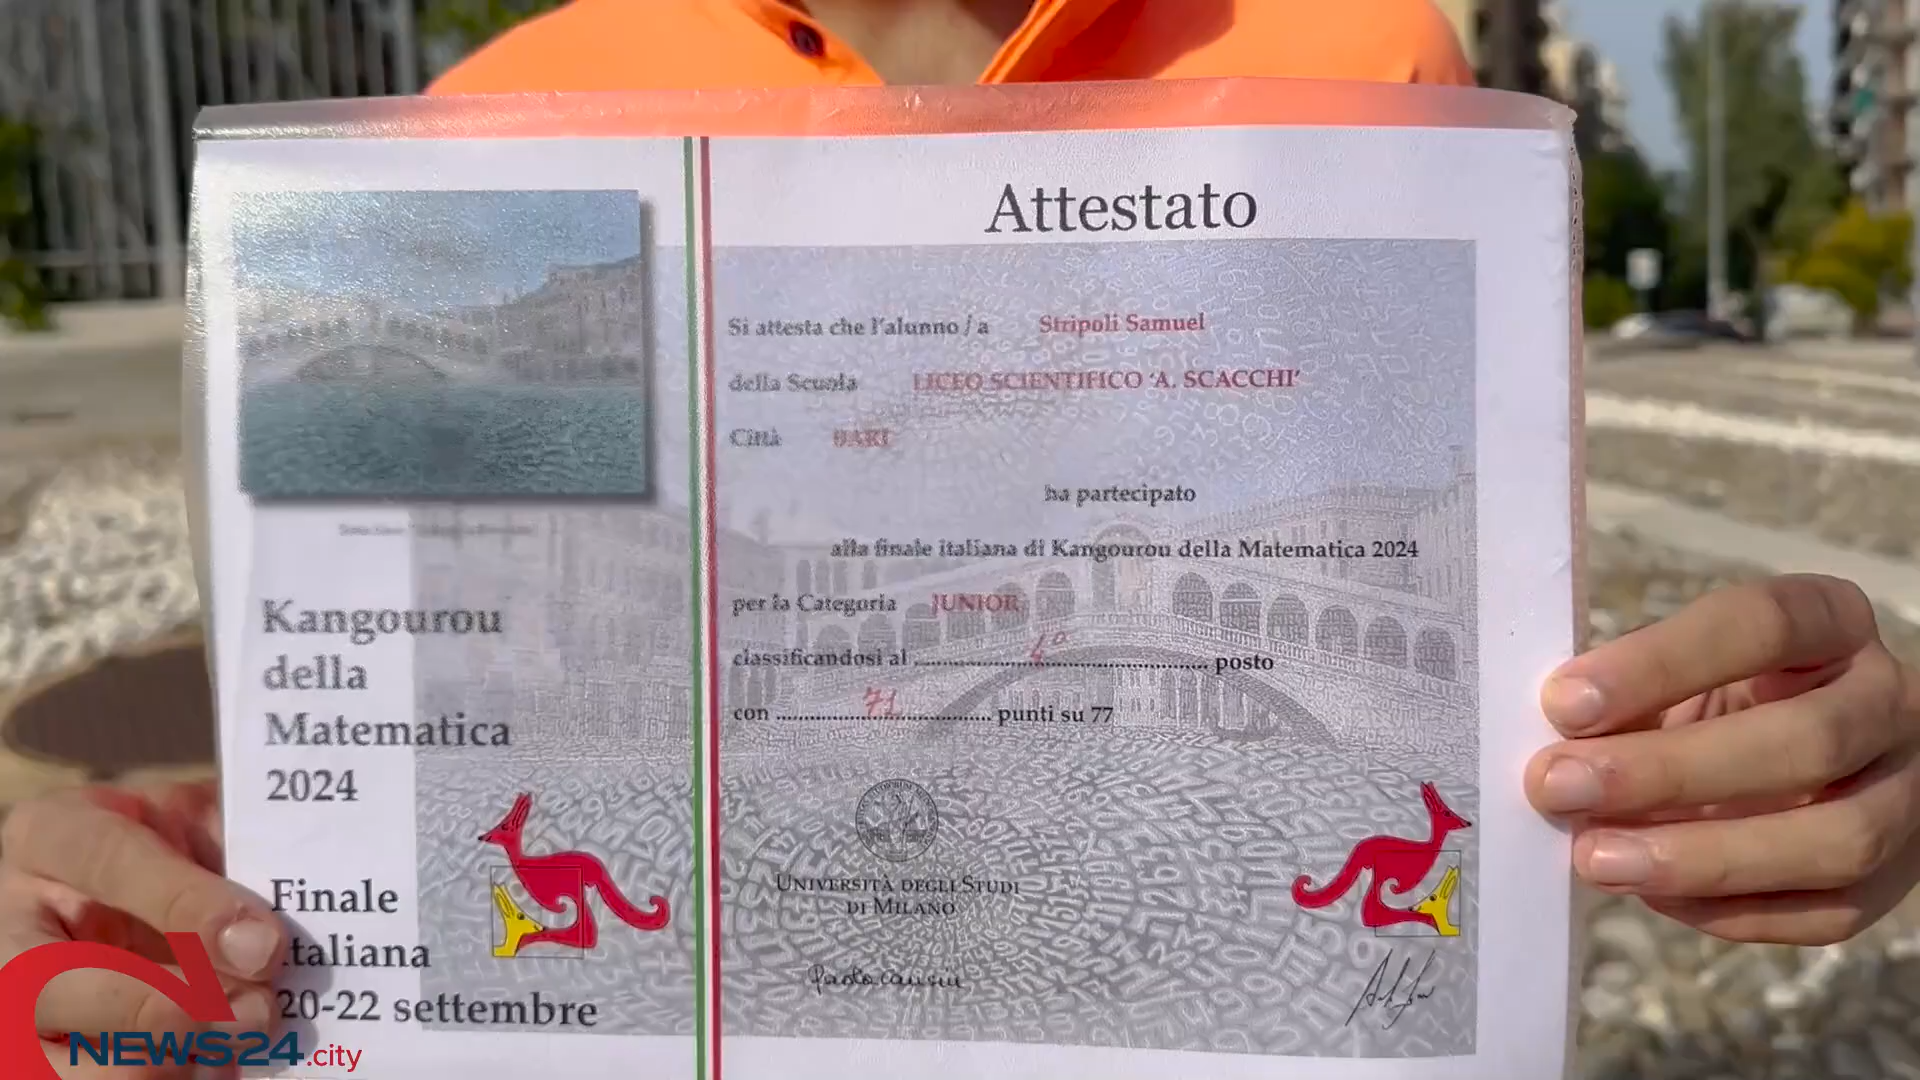 Attestato
Si attesta che l'alunno / a Stripoli Samuel
della Scuola LICEO SCIENTIFICO 'A. SCACCHI'
Città BARI
ha partecipato
alla finale italiana di Kangourou della Matematica 2024
per la Categoria JUNIOR
classificandosi al 4° posto
con 71 punti su 77
UNIVERSITÀ DEGLI STUDI
DI MILANO
Kangourou
della
Matematica
2024
Finale
Italiana
20-22 settembre
NEWS24.city